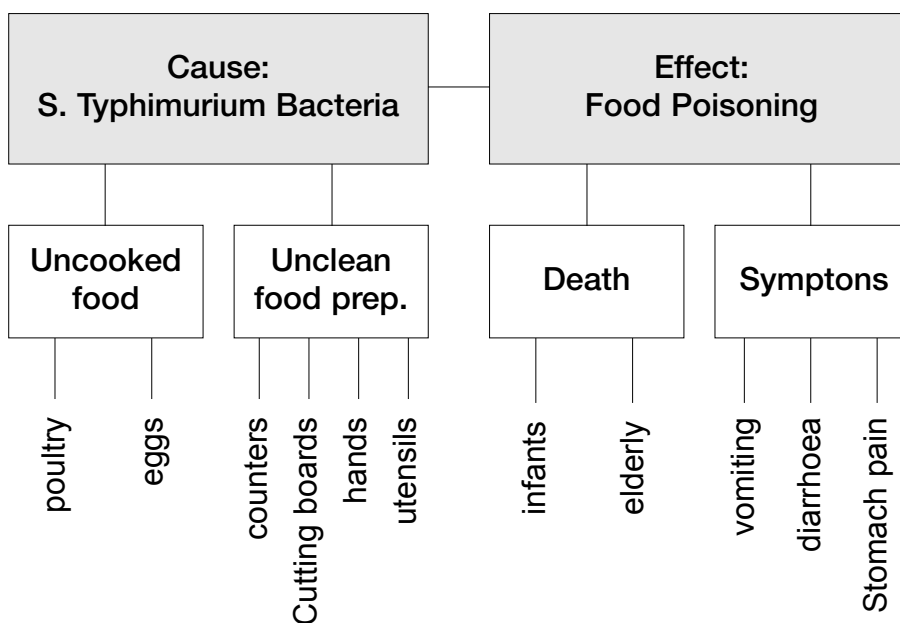 Cause:
S. Typhimurium Bacteria
Effect:
Food Poisoning
Uncooked
food
Unclean
food prep.
Death
Symptons
poultry
eggs
counters
Cutting boards
hands
utensils
infants
elderly
vomiting
diarrhoea
Stomach pain